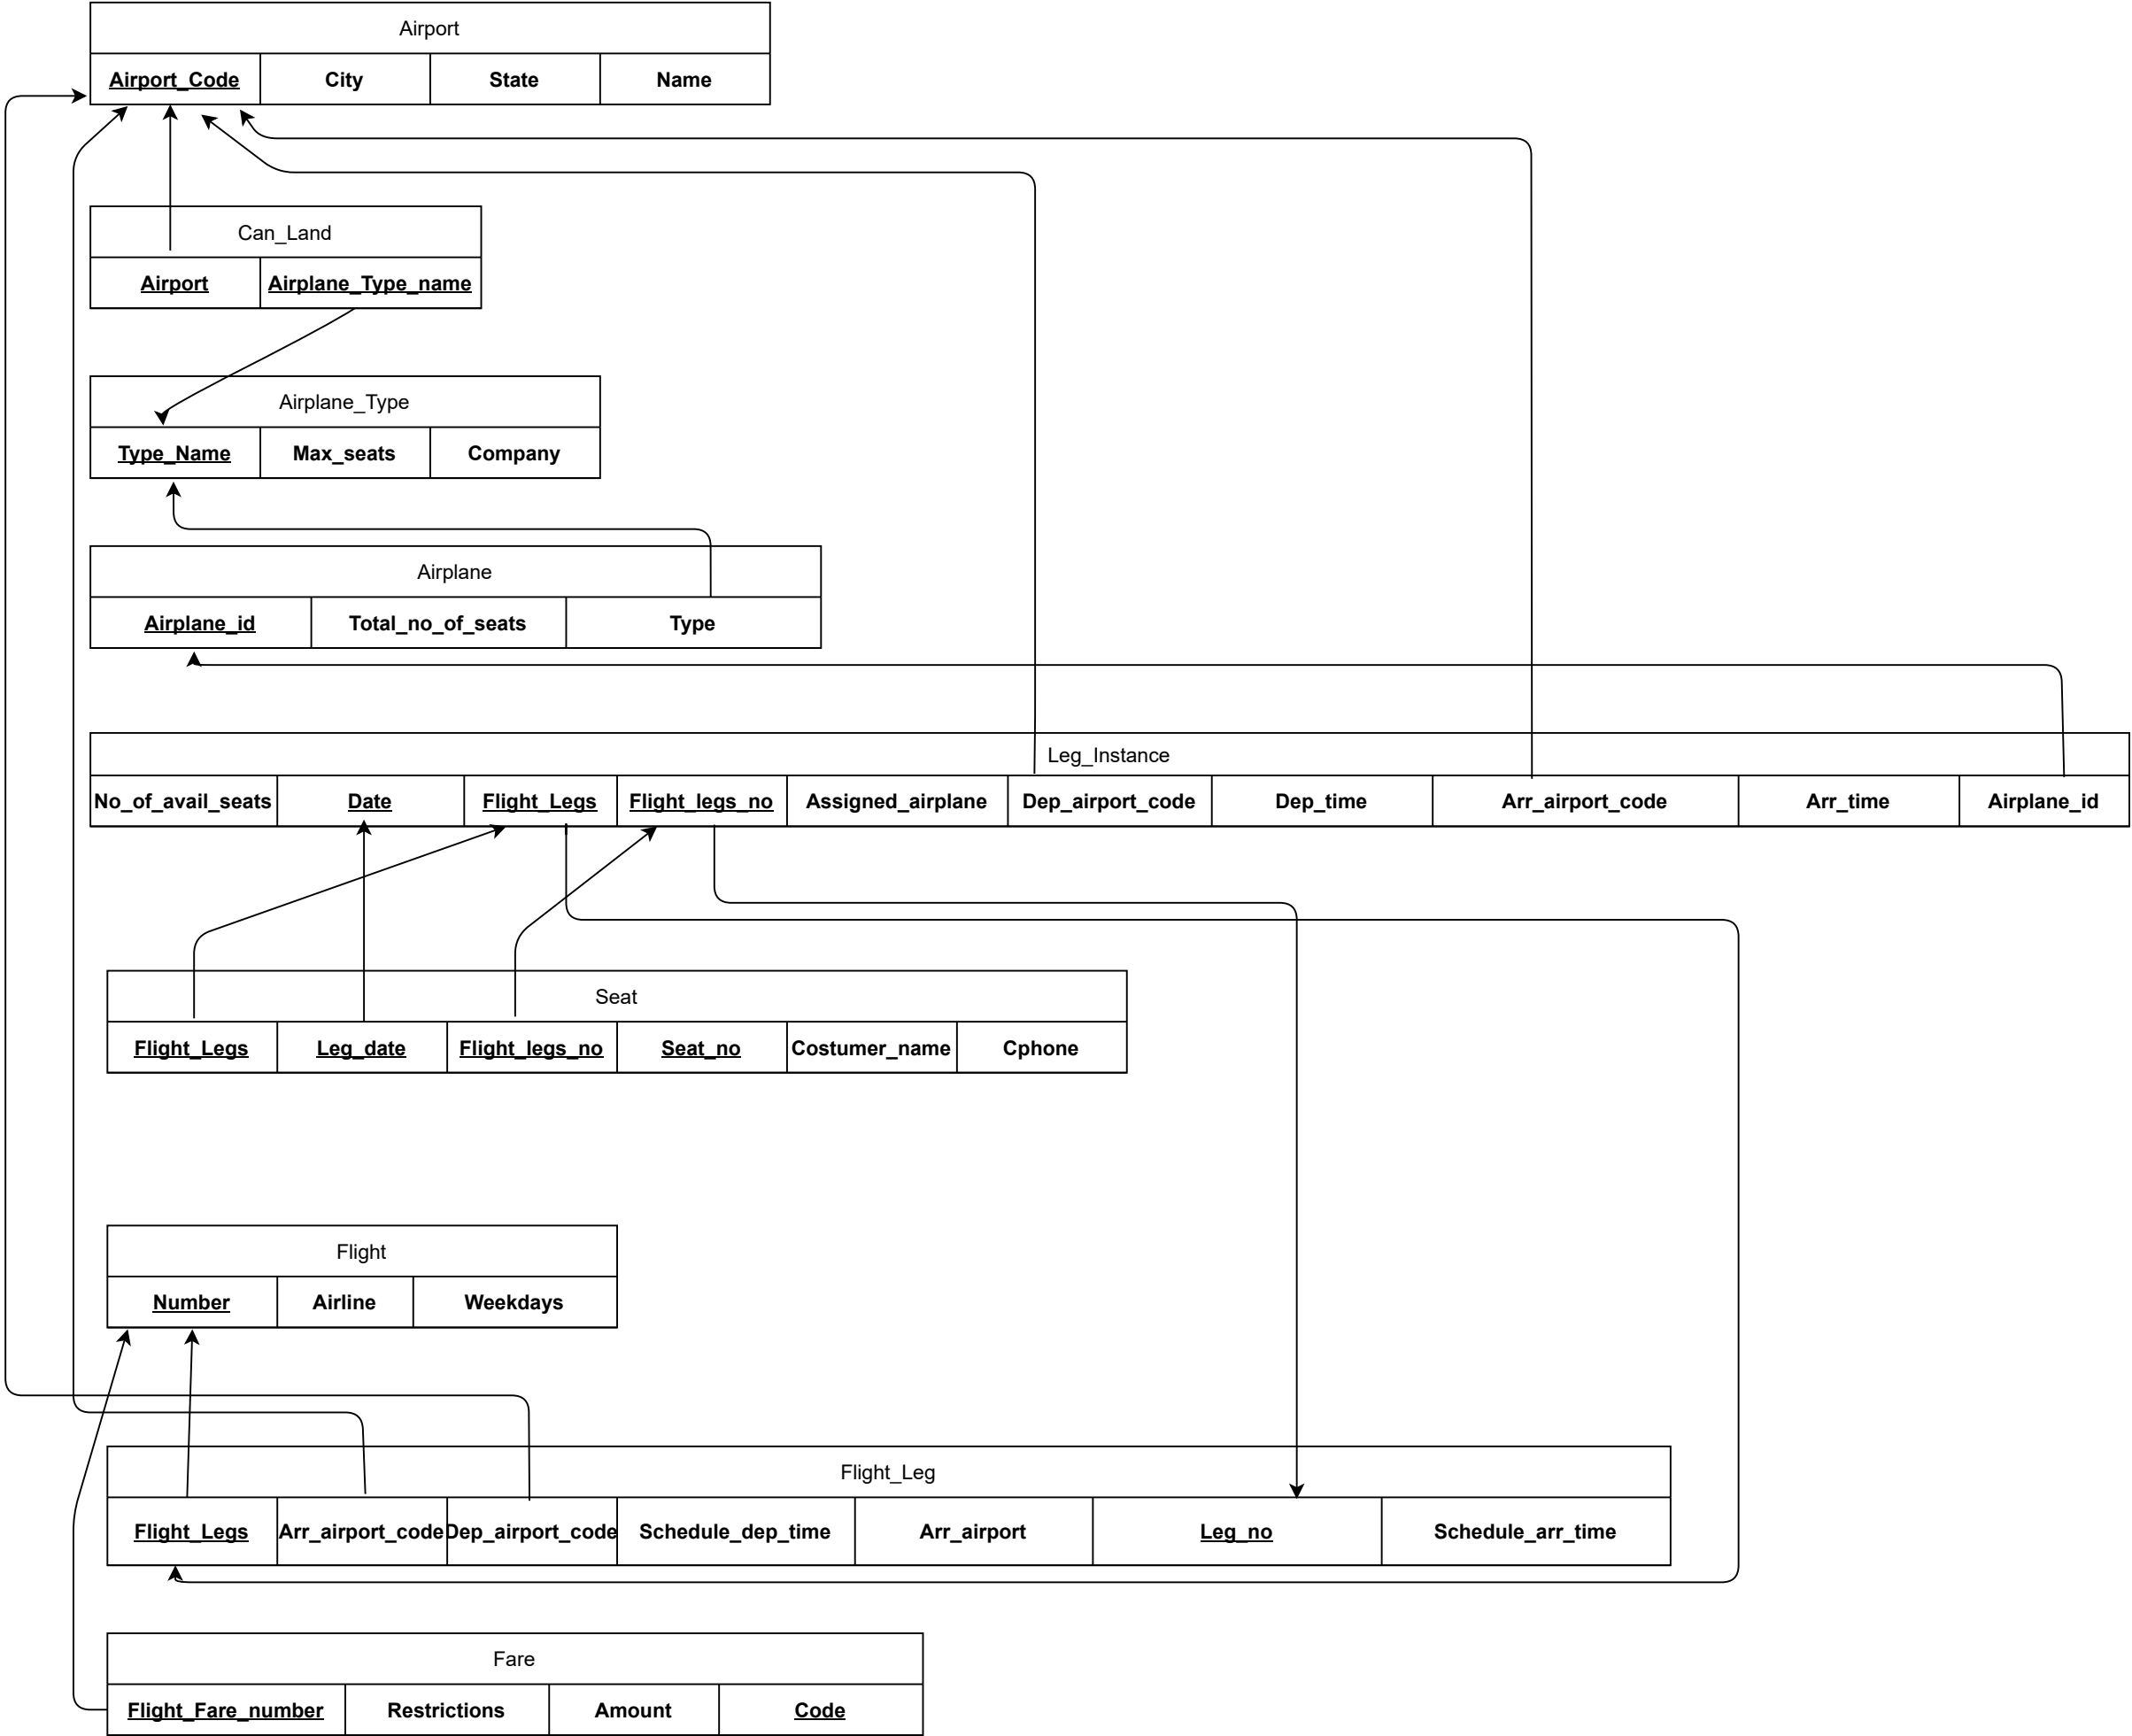 Airport
Airport_Code City State Name
Can_Land
Airport Airplane_Type_name
Airplane_Type
Type_Name Max_seats Company
Airplane
Airplane_id Total_no_of_seats Type
Leg_Instance
No_of_avail_seats Date Flight_Legs Flight_legs_no Assigned_airplane Dep_airport_code Dep_time Arr_airport_code Arr_time Airplane_id
Seat
Flight_Legs Leg_date Flight_legs_no Seat_no Costumer_name Cphone
Flight
Number Airline Weekdays
Flight_Leg
Flight_Legs Arr_airport_code Dep_airport_code Schedule_dep_time Arr_airport Leg_no Schedule_arr_time
Fare
Flight_Fare_number Restrictions Amount Code